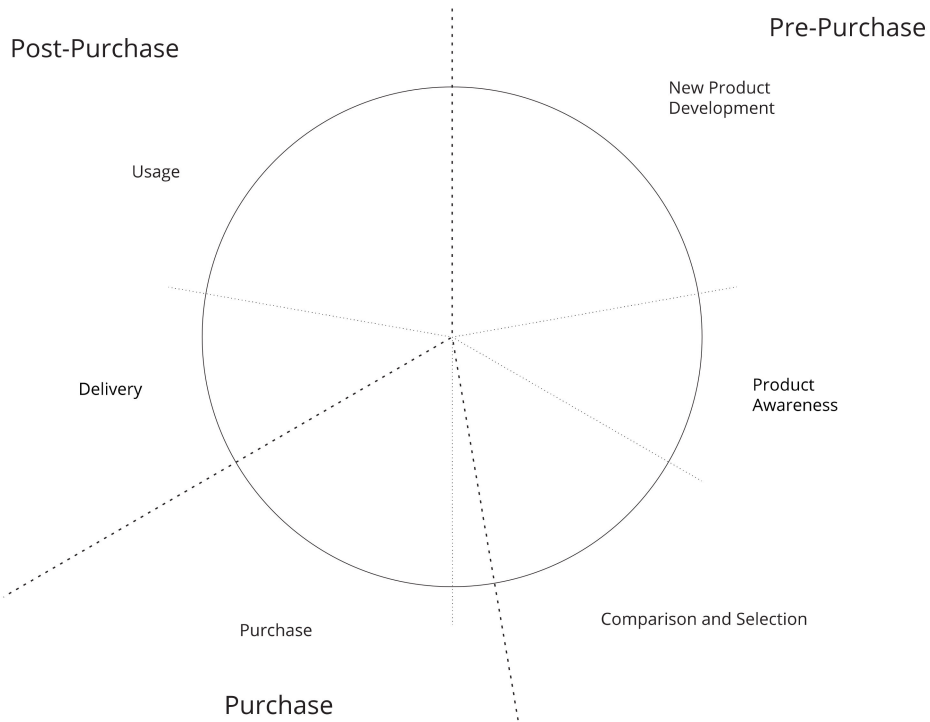 Post-Purchase
Pre-Purchase
New Product
Development
Usage
Delivery
Product
Awareness
Purchase
Comparison and Selection
Purchase